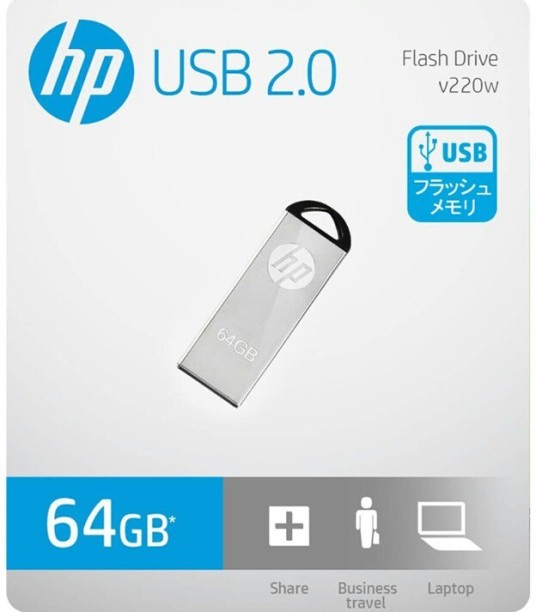 hp USB 2.0
Flash Drive
v220w
USB
フラッシュ
メモリ
hp
64GB
64GB*
Share
Business
travel
Laptop